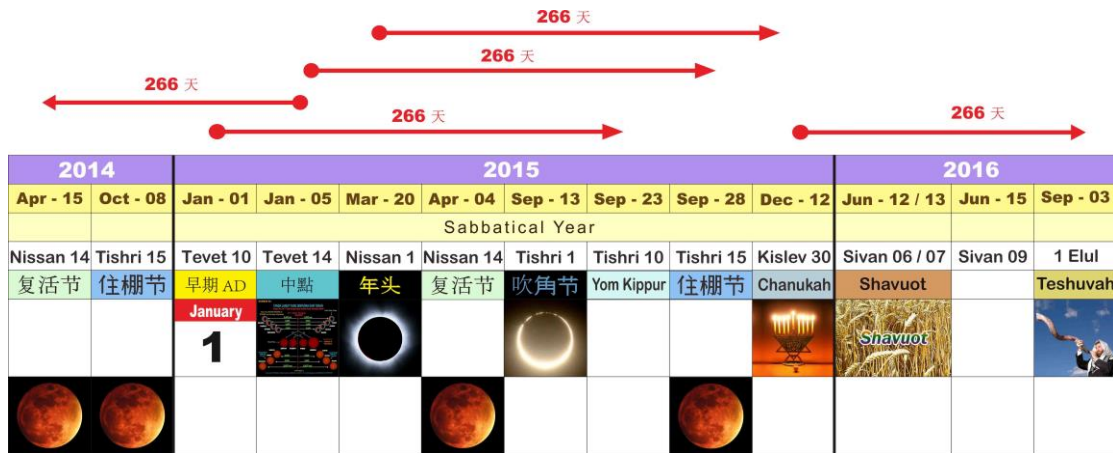 266 天
266 天
266 天
266 天
266 天
2014 2015 2016
Apr - 15 Oct - 08 Jan - 01 Jan - 05 Mar - 20 Apr - 04 Sep - 13 Sep - 23 Sep - 28 Dec - 12 Jun - 12 / 13 Jun - 15 Sep - 03
Sabbatical Year
Nissan 14 Tishri 15 Tevet 10 Tevet 14 Nissan 1 Nissan 14 Tishri 1 Tishri 10 Tishri 15 Kislev 30 Sivan 06 / 07 Sivan 09 1 Elul
复活节 住棚节 早期 AD 中點 年头 复活节 吹角节 Yom Kippur 住棚节 Chanukah Shavuot Teshuvah
January
1
Shavuot